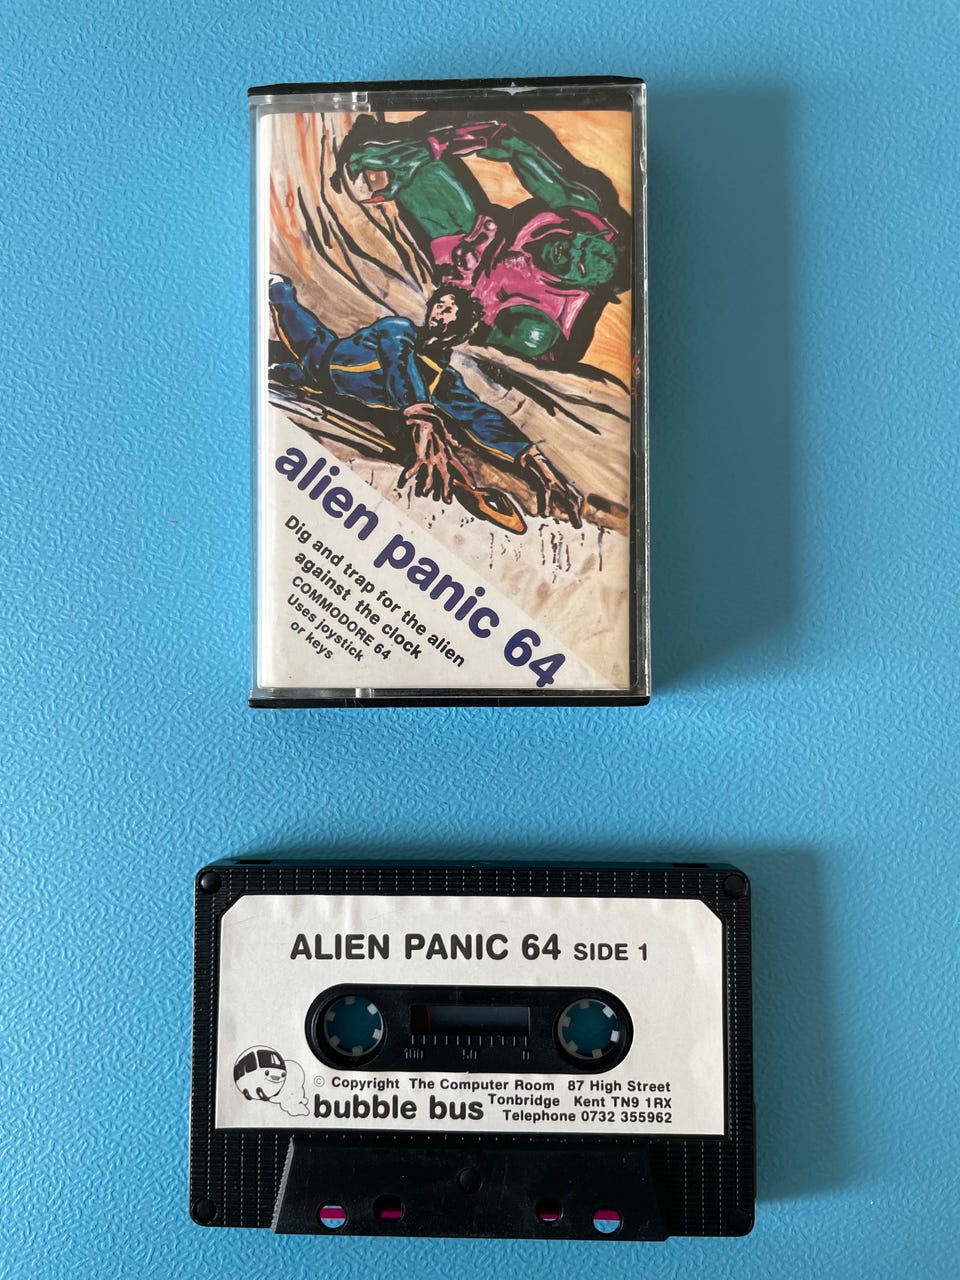 alien panic 64
Dig and trap for the alien
against the clock
COMMODORE 64
Uses joystick
or keys
ALIEN PANIC 64 SIDE 1
100 50 0
© Copyright The Computer Room 87 High Street
bubble bus Tonbridge Kent TN9 1RX
Telephone 0732 355962